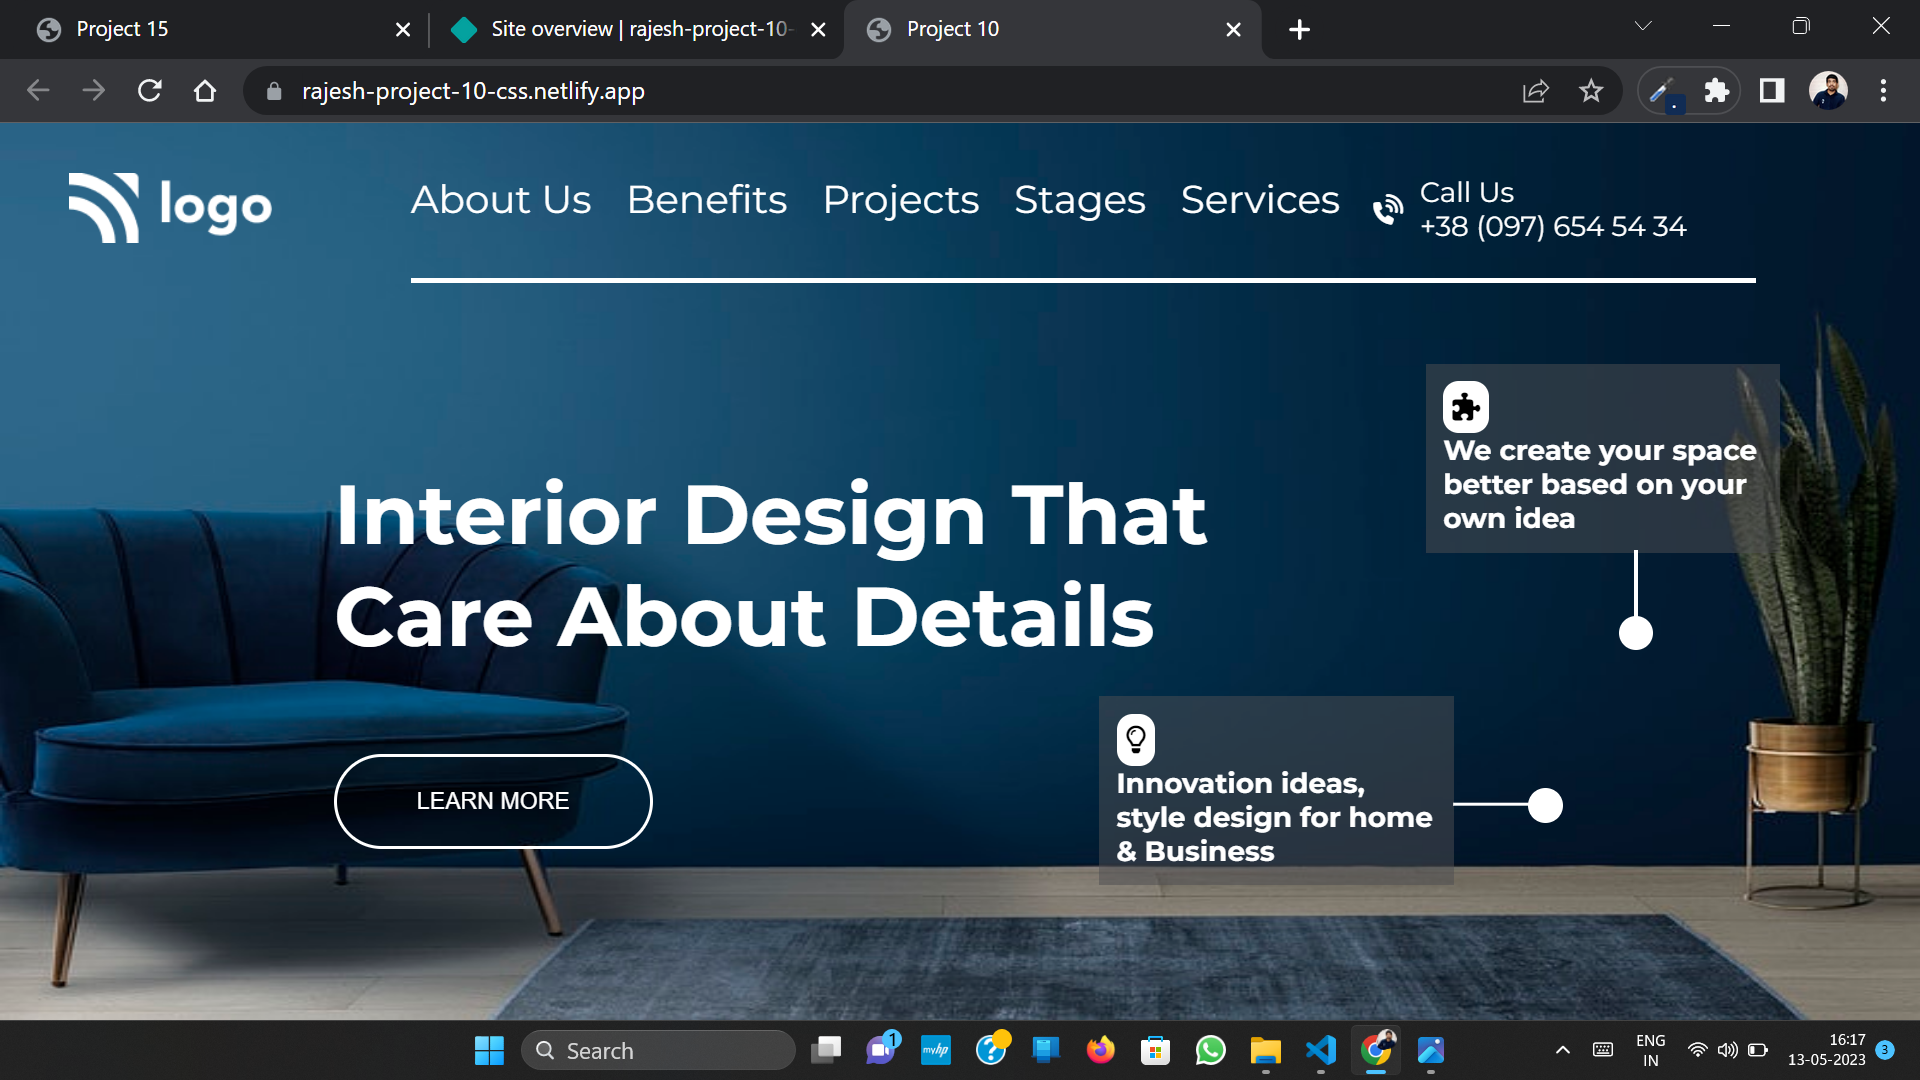 Project 15
Site overview | rajesh-project-10-
Project 10
rajesh-project-10-css.netlify.app
logo
About Us Benefits Projects Stages Services
Call Us
+38 (097) 654 54 34
We create your space
better based on your
own idea
Interior Design That
Care About Details
LEARN MORE
Innovation ideas,
style design for home
& Business
Search
1
myhp
ENG
IN
16:17
13-05-2023
3